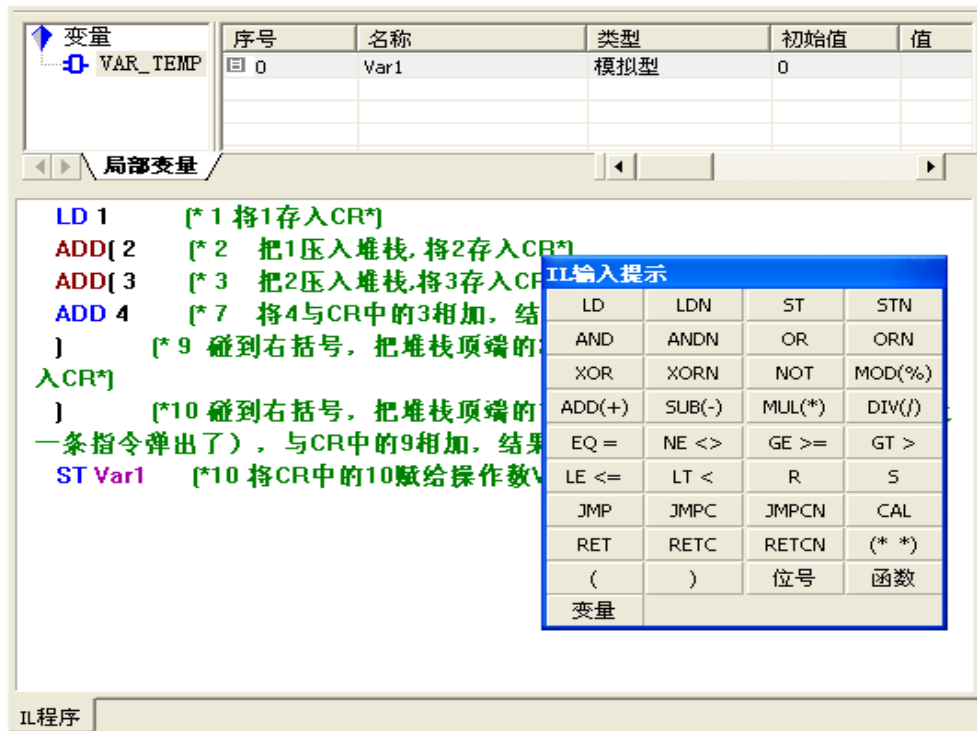 变量
VAR_TEMP
序号 名称 类型 初始值 值
0 Var1 模拟型 0
局部变量
LD 1 (* 1 将1存入CR*)
ADD( 2 (* 2 把1压入堆栈,将2存入CR*)
ADD( 3 (* 3 把2压入堆栈,将3存入CR
ADD 4 (* 7 将4与CR中的3相加，结
) (* 9 碰到右括号，把堆栈顶端的
入CR*)
) (*10 碰到右括号，把堆栈顶端的
一条指令弹出了），与CR中的9相加，结果
ST Var1 (*10 将CR中的10赋给操作数
IL输入提示
LD LDN ST STN
AND ANDN OR ORN
XOR XORN NOT MOD(%)
ADD(+) SUB(-) MUL(*) DIV(/)
EQ = NE <> GE >= GT >
LE <= LT < R S
JMP JMPC JMPCN CAL
RET RETC RETCN (* *)
( ) 位号 函数
变量
IL程序